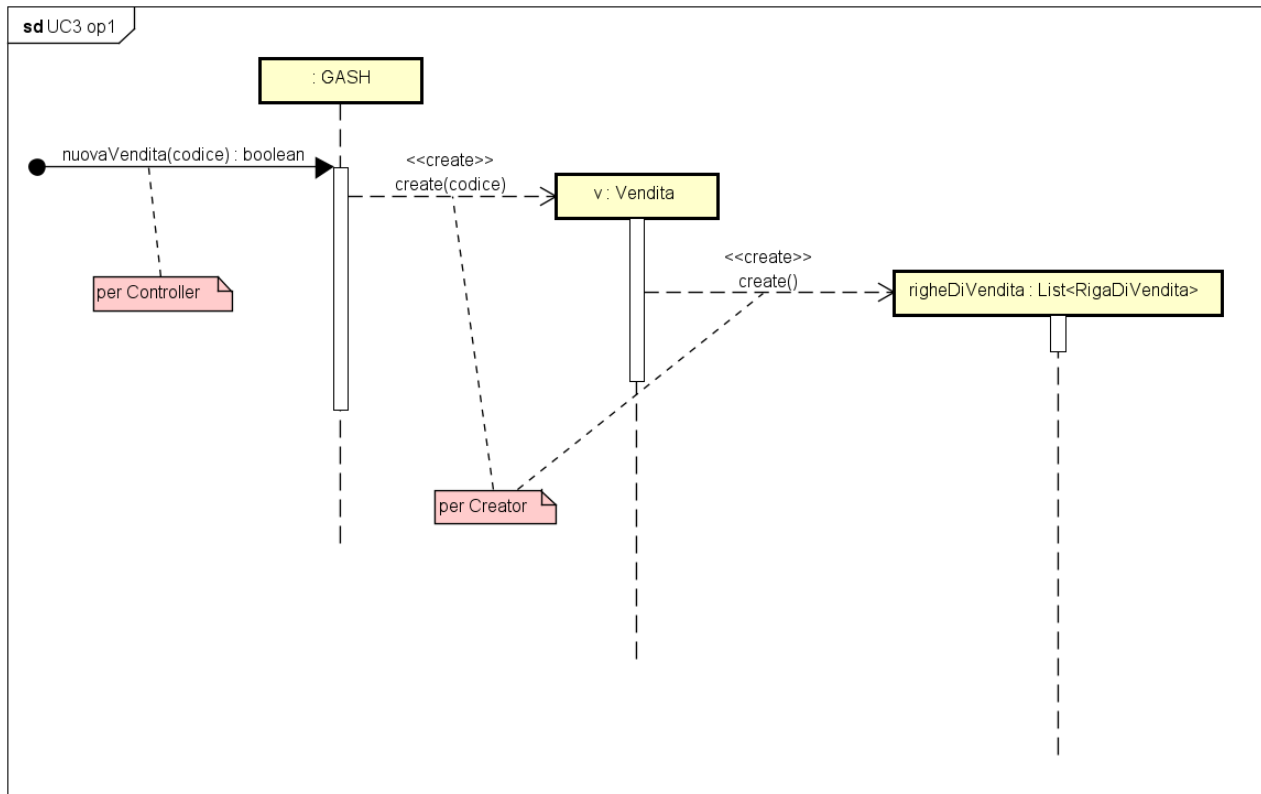 sd UC3 op1
: GASH
nuovaVendita(codice) : boolean
<<create>>
create(codice)
v : Vendita
<<create>>
create()
righeDiVendita : List<RigaDiVendita>
per Controller
per Creator